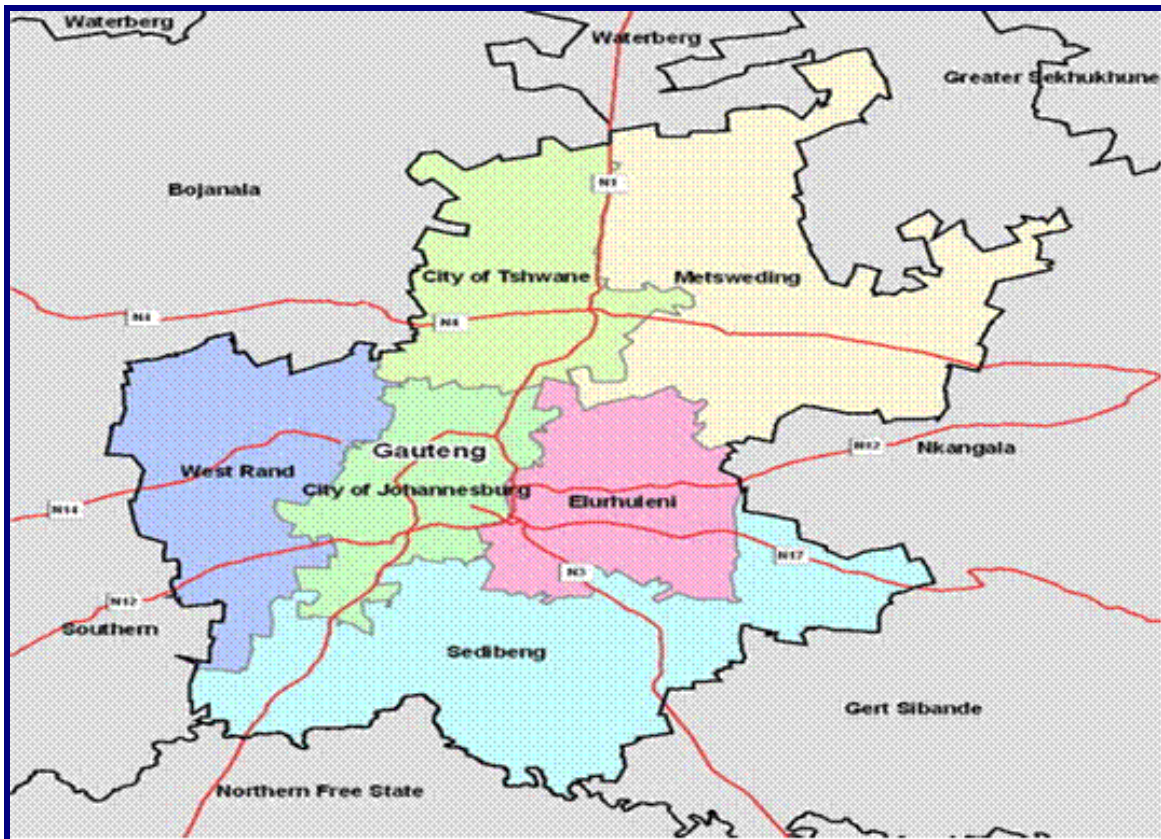 Waterberg
Waterberg
Greater Sekhukhune
Bojanala
N1
City of Tshwane
Metsweding
N4
N4
Gauteng
N12
Nkangala
West Rand
City of Johannesburg
Elurhuleni
N14
N17
N3
N12
Southern
Sedibeng
Gert Sibande
Northern Free State